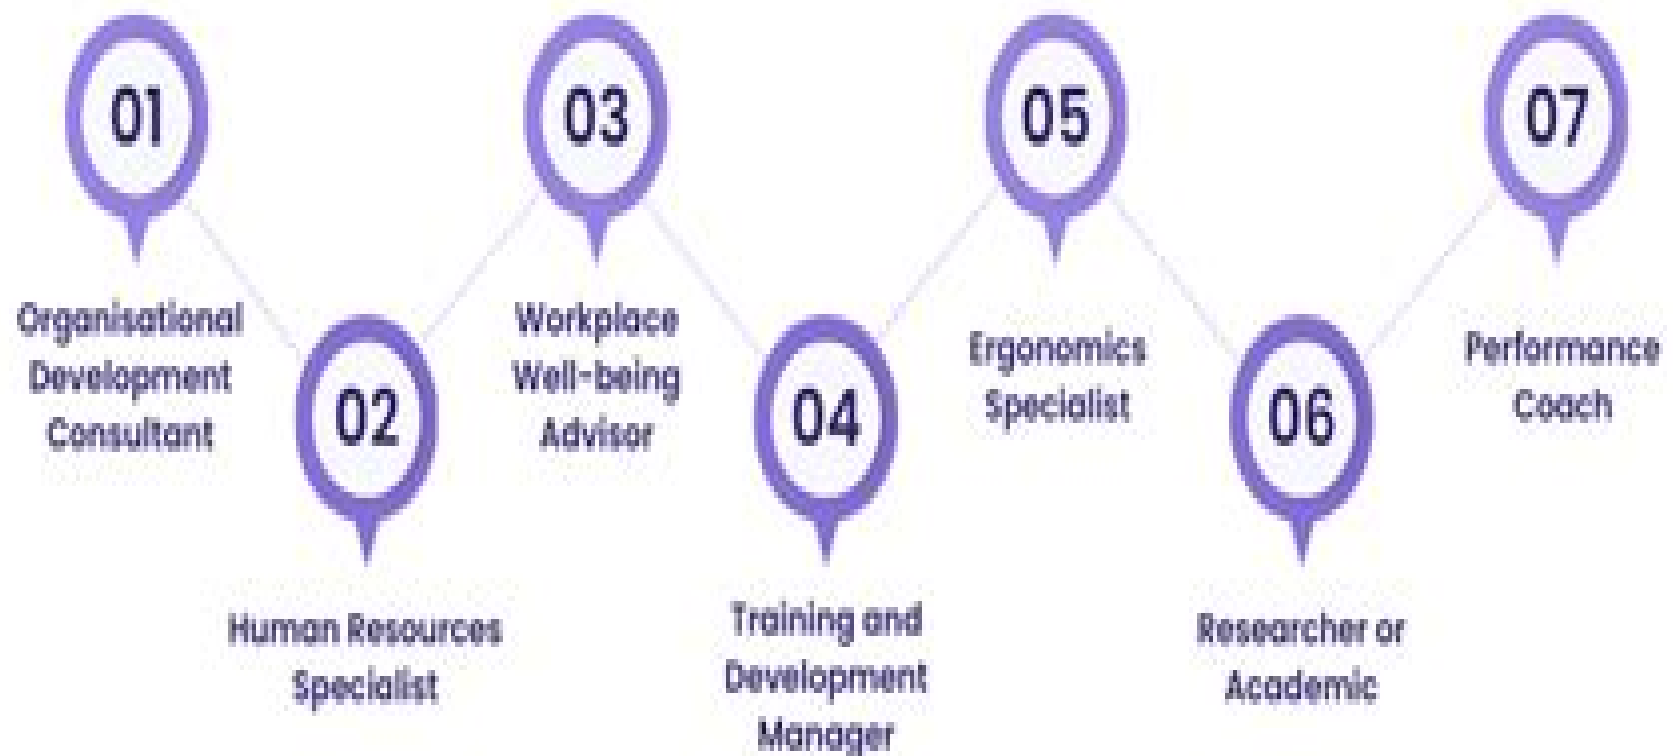 01
Organisational
Development
Consultant
02
Human Resources
Specialist
03
Workplace
Well-being
Advisor
04
Training and
Development
Manager
05
Ergonomics
Specialist
06
Researcher or
Academic
07
Performance
Coach